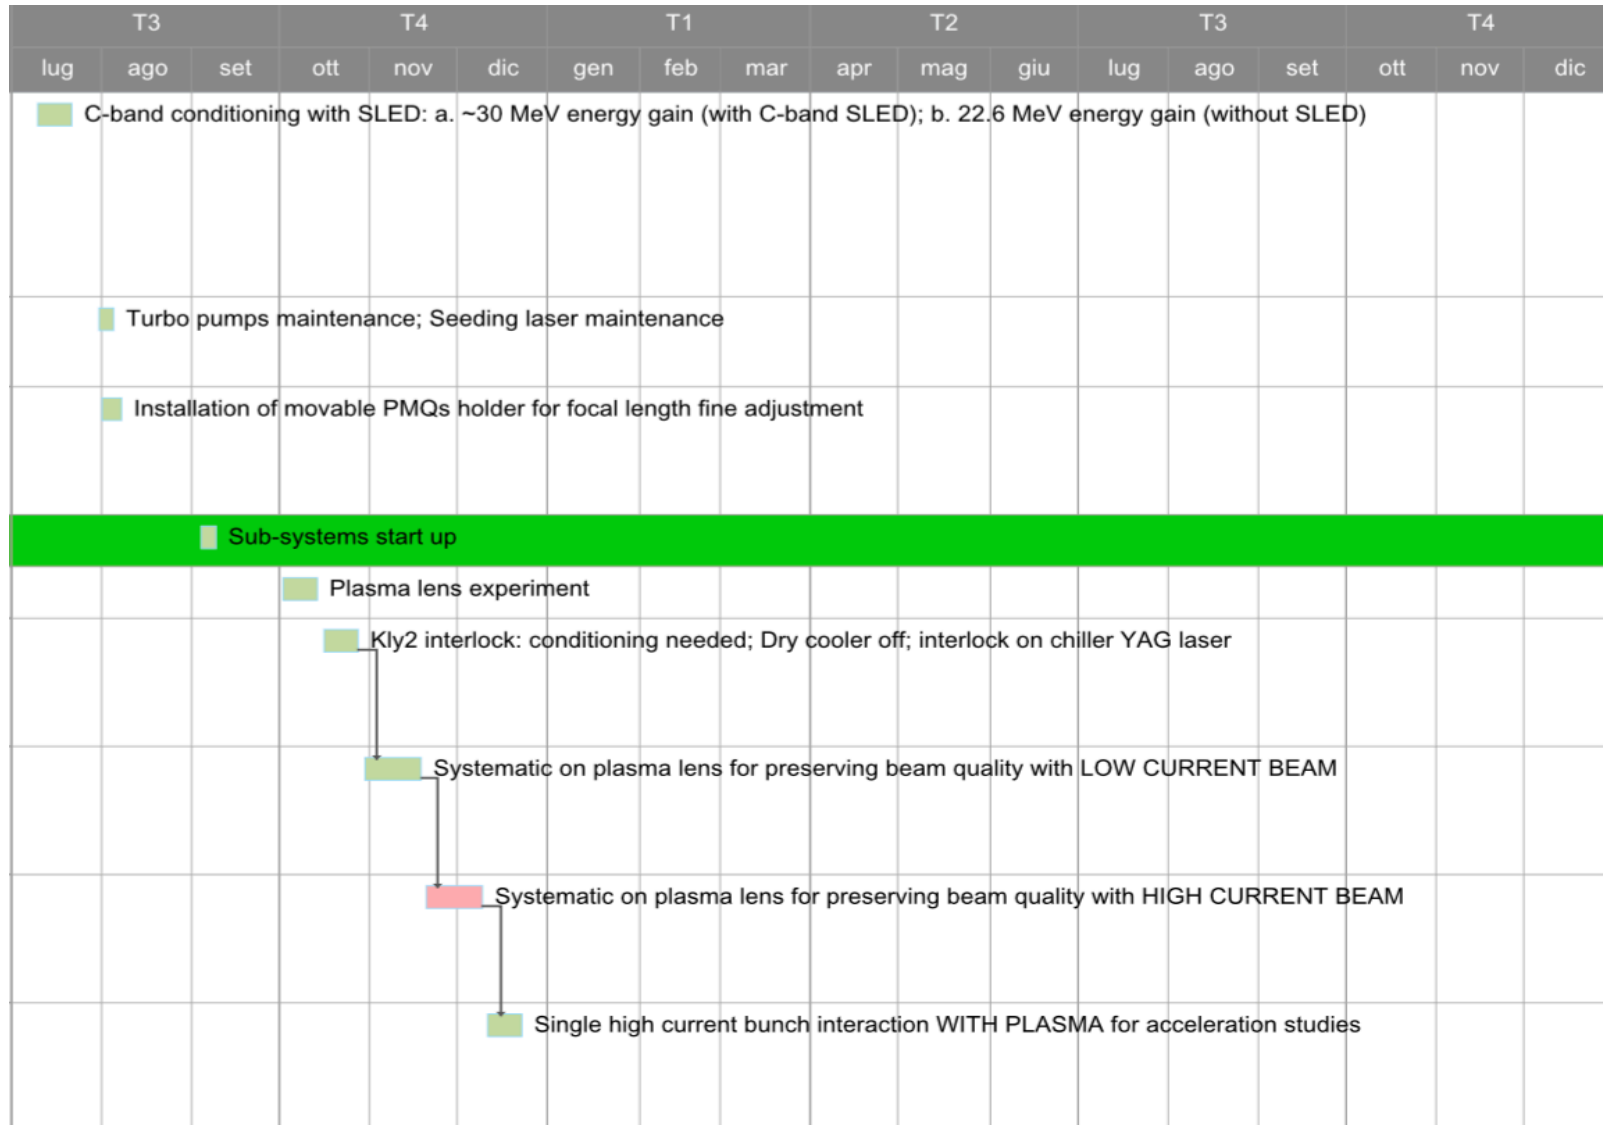 T3 T4 T1 T2 T3 T4
lug ago set ott nov dic gen feb mar apr mag giu lug ago set ott nov dic
C-band conditioning with SLED: a. ~30 MeV energy gain (with C-band SLED); b. 22.6 MeV energy gain (without SLED)
Turbo pumps maintenance; Seeding laser maintenance
Installation of movable PMQs holder for focal length fine adjustment
Sub-systems start up
Plasma lens experiment
Kly2 interlock: conditioning needed; Dry cooler off; interlock on chiller YAG laser
Systematic on plasma lens for preserving beam quality with LOW CURRENT BEAM
Systematic on plasma lens for preserving beam quality with HIGH CURRENT BEAM
Single high current bunch interaction WITH PLASMA for acceleration studies